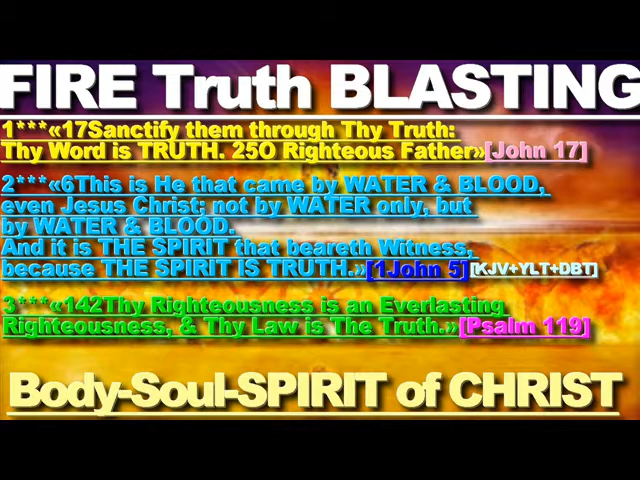 FIRE Truth BLASTING
1***«17Sanctify them through Thy Truth:
Thy Word is TRUTH. 25O Righteous Father»[John 17]
2***«6This is He that came by WATER & BLOOD,
even Jesus Christ; not by WATER only, but
by WATER & BLOOD.
And it is THE SPIRIT that beareth Witness,
because THE SPIRIT IS TRUTH.»[1John 5][KJV+YLT+DBT]
3***«142Thy Righteousness is an Everlasting
Righteousness, & Thy Law is The Truth.»[Psalm 119]
Body-Soul-SPIRIT of CHRIST